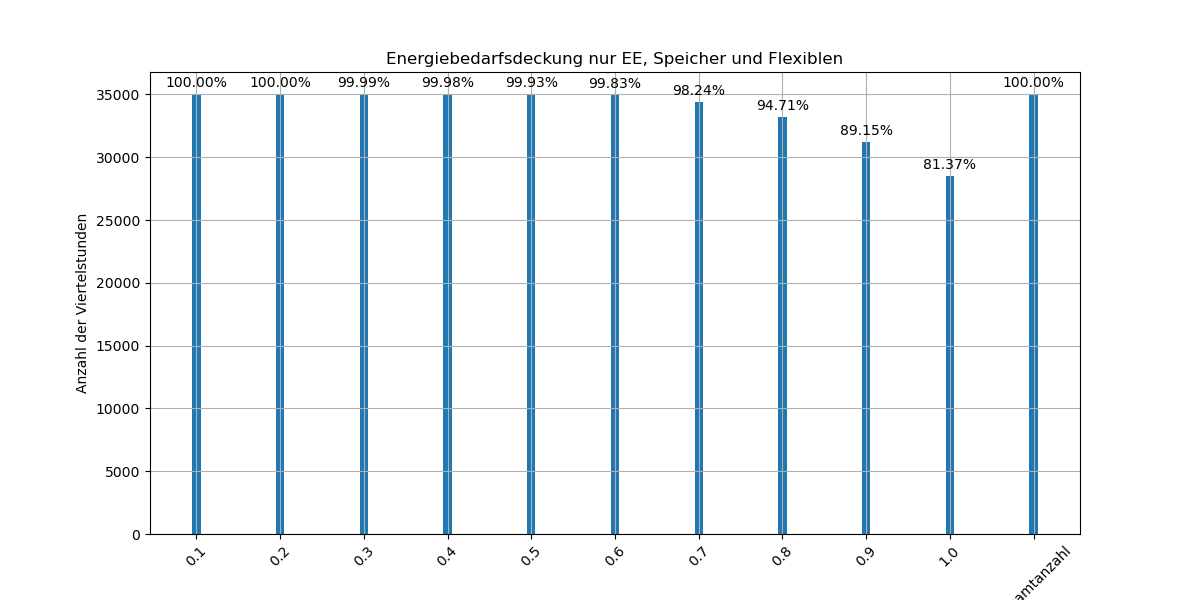 Energiebedarfsdeckung nur EE, Speicher und Flexiblen
100.00% 100.00% 99.99% 99.98% 99.93% 99.83% 98.24% 94.71% 89.15% 81.37% 100.00%
Anzahl der Viertelstunden
35000
30000
25000
20000
15000
10000
5000
0
0.1 0.2 0.3 0.4 0.5 0.6 0.7 0.8 0.9 1.0